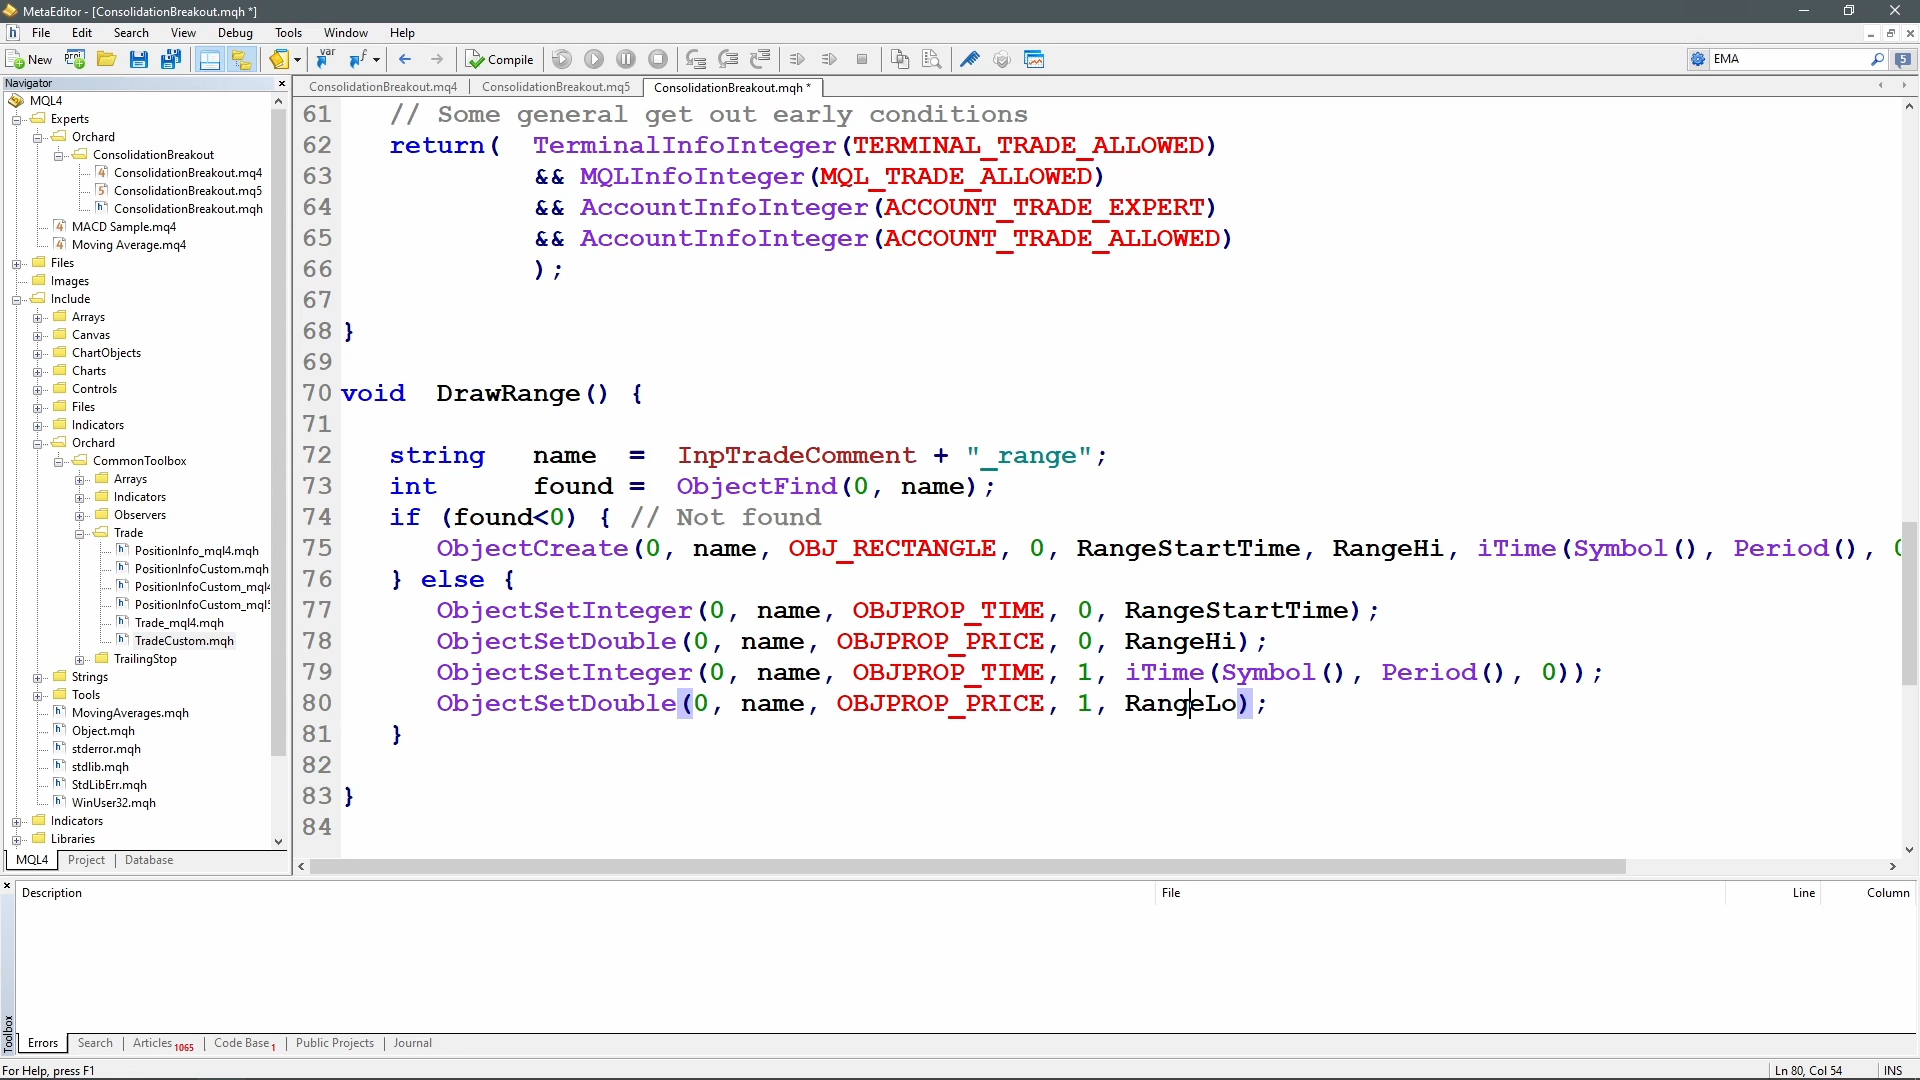 MetaEditor - [ConsolidationBreakout.mqh *]
File Edit Search View Debug Tools Window Help
New Compile EMA 5
Navigator
ConsolidationBreakout.mq4 ConsolidationBreakout.mq5 ConsolidationBreakout.mqh *
MQL4
Experts
Orchard
ConsolidationBreakout
ConsolidationBreakout.mq4
ConsolidationBreakout.mq5
ConsolidationBreakout.mqh
MACD Sample.mq4
Moving Average.mq4
Files
Images
Include
Arrays
Canvas
ChartObjects
Charts
Controls
Files
Indicators
Orchard
CommonToolbox
Arrays
Indicators
Observers
Trade
PositionInfo_mql4.mqh
PositionInfoCustom.mqh
PositionInfoCustom_mql4
PositionInfoCustom_mql5
Trade_mql4.mqh
TradeCustom.mqh
TrailingStop
Strings
Tools
MovingAverages.mqh
Object.mqh
stderror.mqh
stdlib.mqh
StdLibErr.mqh
WinUser32.mqh
Indicators
Libraries
MQL4 Project Database
61 // Some general get out early conditions
62 return( TerminalInfoInteger(TERMINAL_TRADE_ALLOWED)
63 && MQLInfoInteger(MQL_TRADE_ALLOWED)
64 && AccountInfoInteger(ACCOUNT_TRADE_EXPERT)
65 && AccountInfoInteger(ACCOUNT_TRADE_ALLOWED)
66 );
67
68 }
69
70 void DrawRange() {
71
72 string name = InpTradeComment + "_range";
73 int found = ObjectFind(0, name);
74 if (found<0) { // Not found
75 ObjectCreate(0, name, OBJ_RECTANGLE, 0, RangeStartTime, RangeHi, iTime(Symbol(), Period(), 0
76 } else {
77 ObjectSetInteger(0, name, OBJPROP_TIME, 0, RangeStartTime);
78 ObjectSetDouble(0, name, OBJPROP_PRICE, 0, RangeHi);
79 ObjectSetInteger(0, name, OBJPROP_TIME, 1, iTime(Symbol(), Period(), 0));
80 ObjectSetDouble(0, name, OBJPROP_PRICE, 1, RangeLo);
81 }
82
83 }
84
Description File Line Column
Toolbox
Errors Search Articles 1065 Code Base 1 Public Projects Journal
For Help, press F1 Ln 80, Col 54 INS